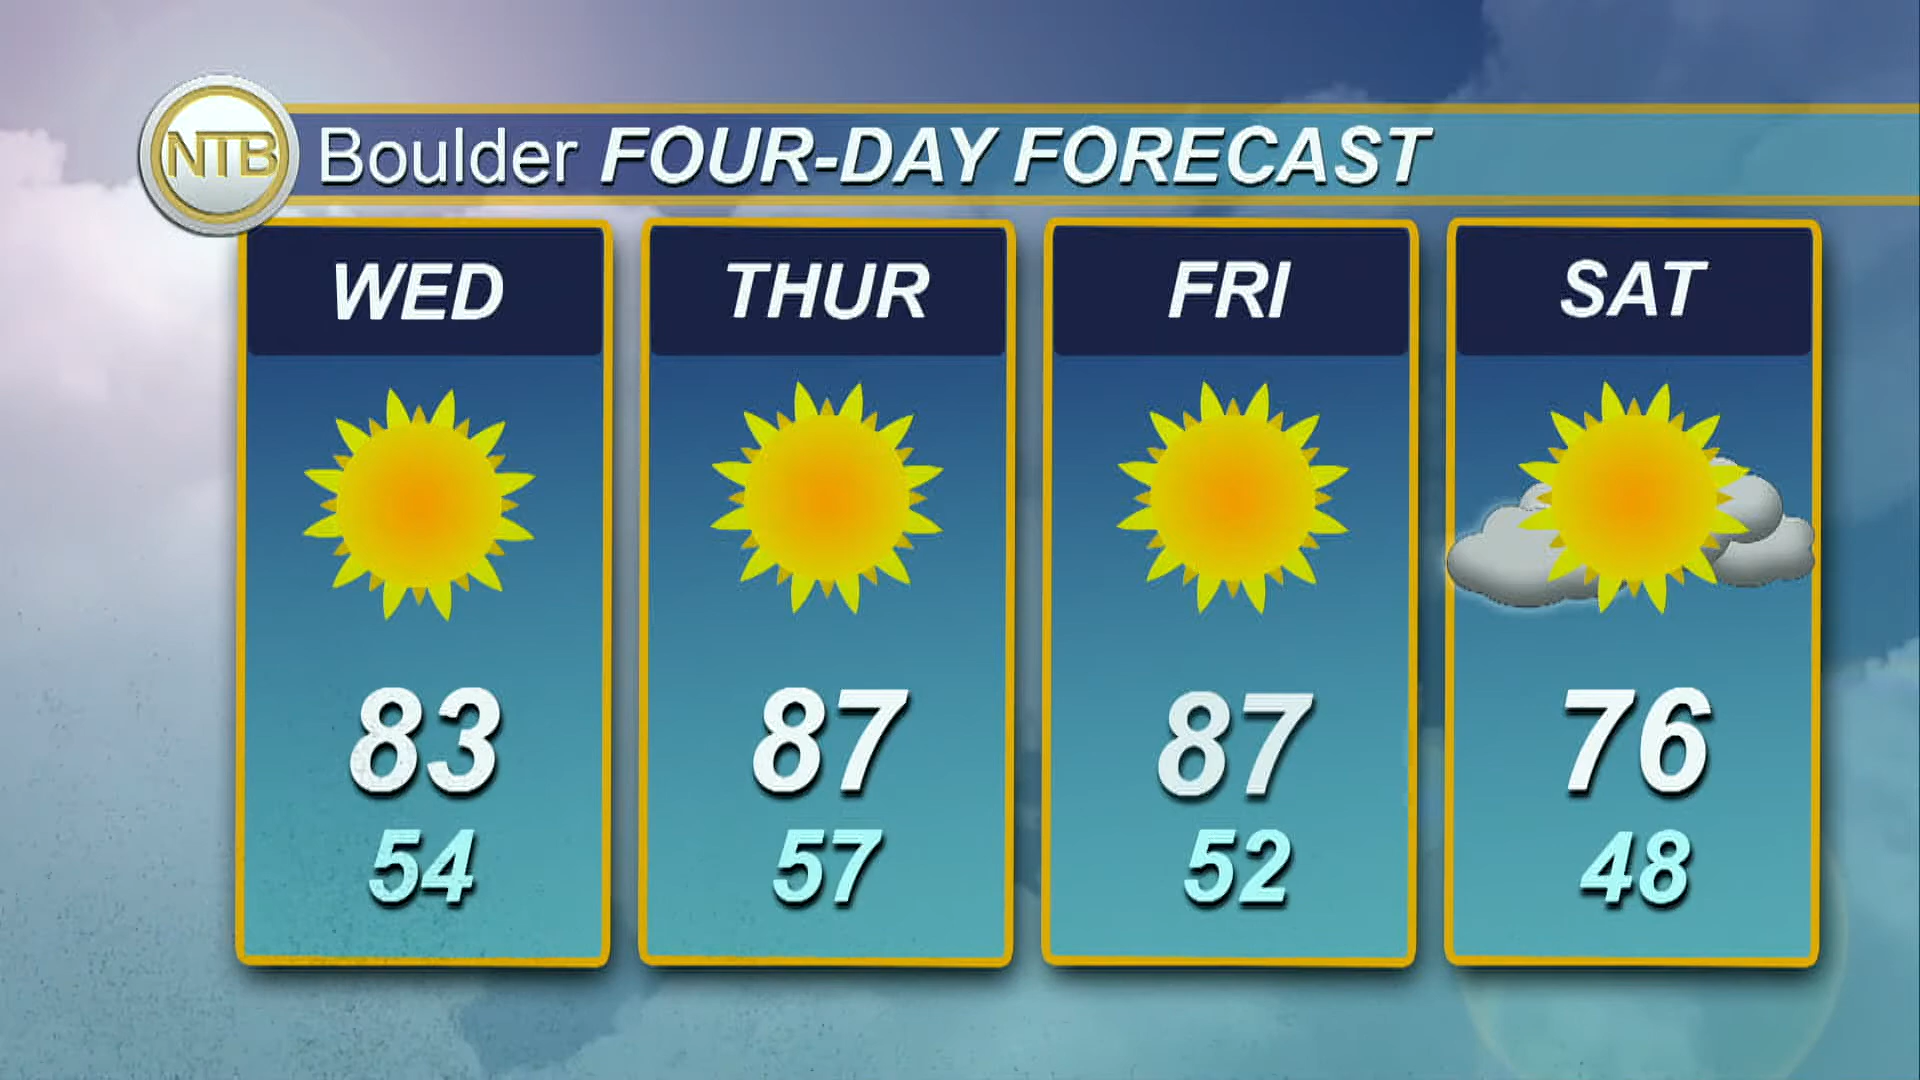 NTB
Boulder FOUR-DAY FORECAST
WED THUR FRI SAT
83 87 87 76
54 57 52 48